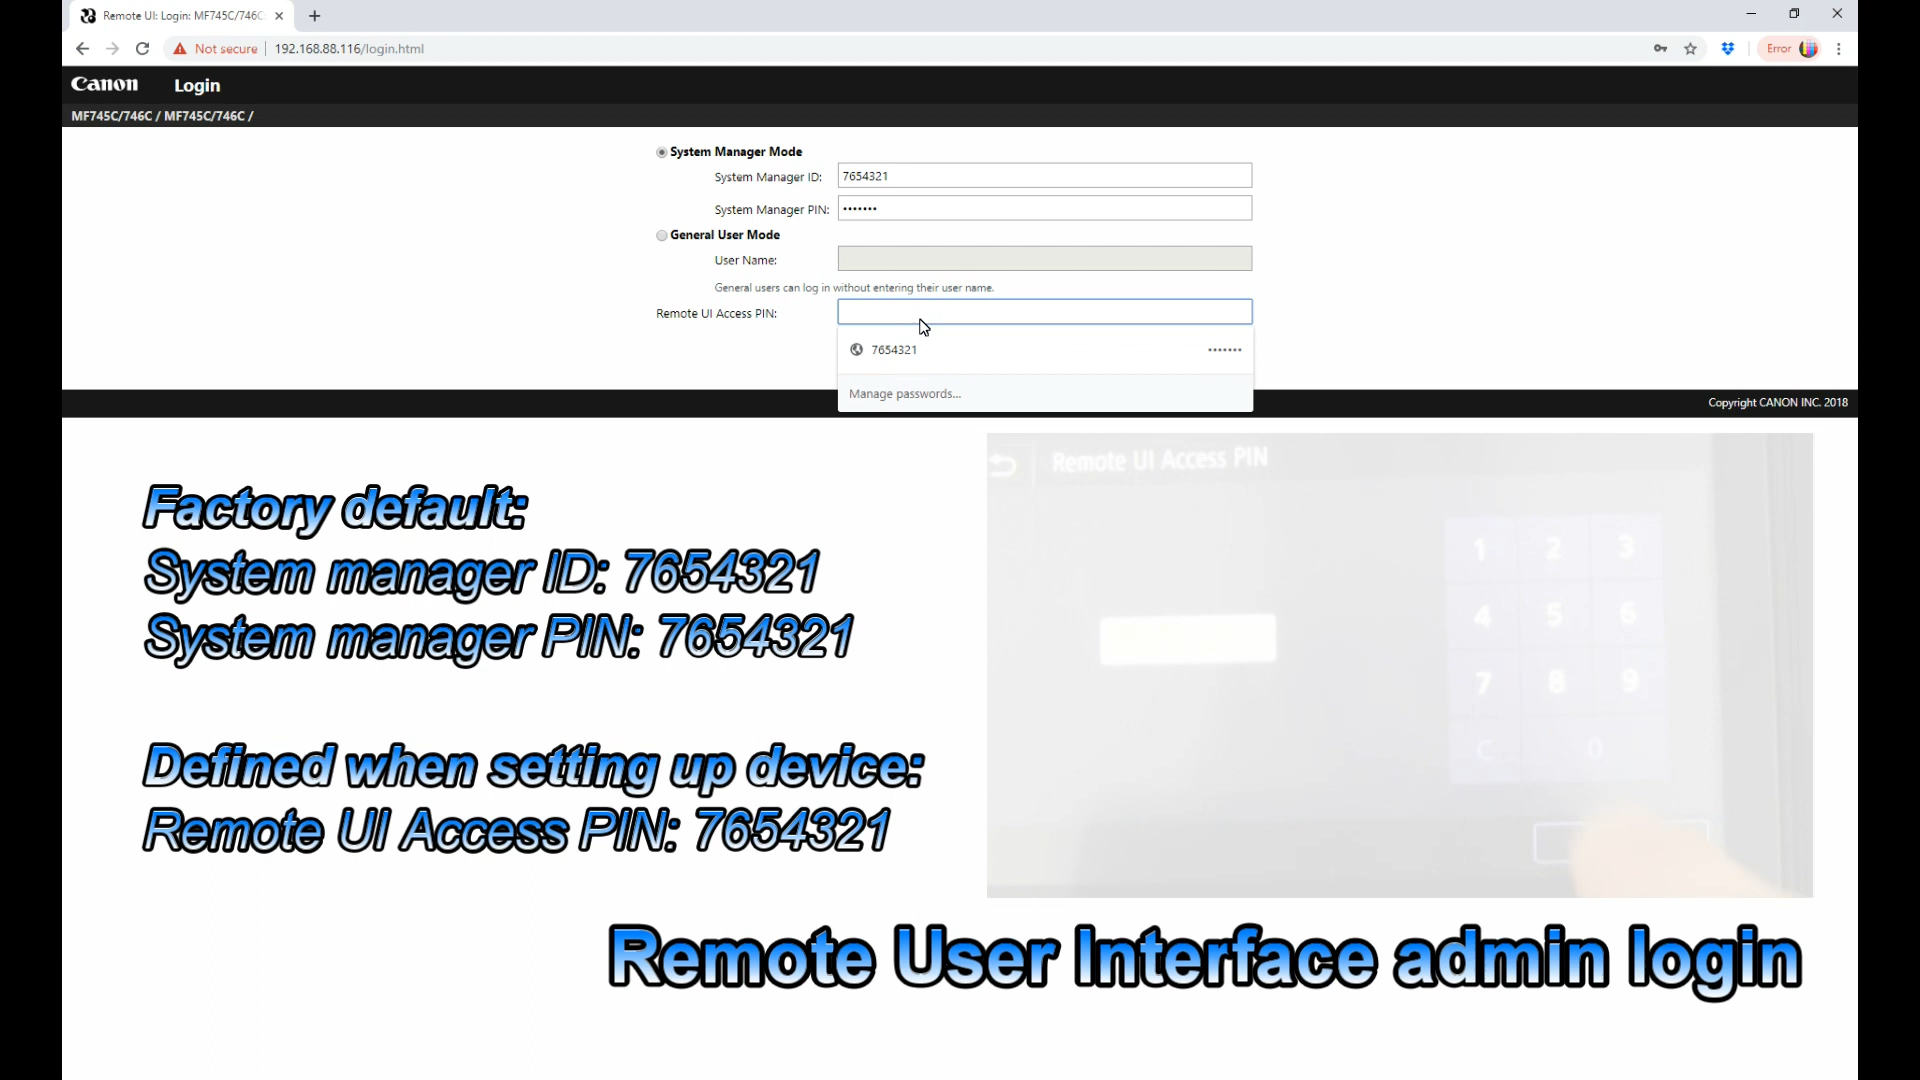 Remote UI: Login: MF745C/746C
Not secure
192.168.88.116/login.html
Error
Canon
Login
MF745C/746C / MF745C/746C /
System Manager Mode
System Manager ID: 7654321
System Manager PIN: •••••••
General User Mode
User Name:
General users can log in without entering their user name.
Remote UI Access PIN:
7654321 •••••••
Manage passwords...
Copyright CANON INC. 2018
Factory default:
System manager ID: 7654321
System manager PIN: 7654321
Defined when setting up device:
Remote UI Access PIN: 7654321
Remote UI Access PIN
1 2 3
4 5 6
7 8 9
C 0
Remote User Interface admin login